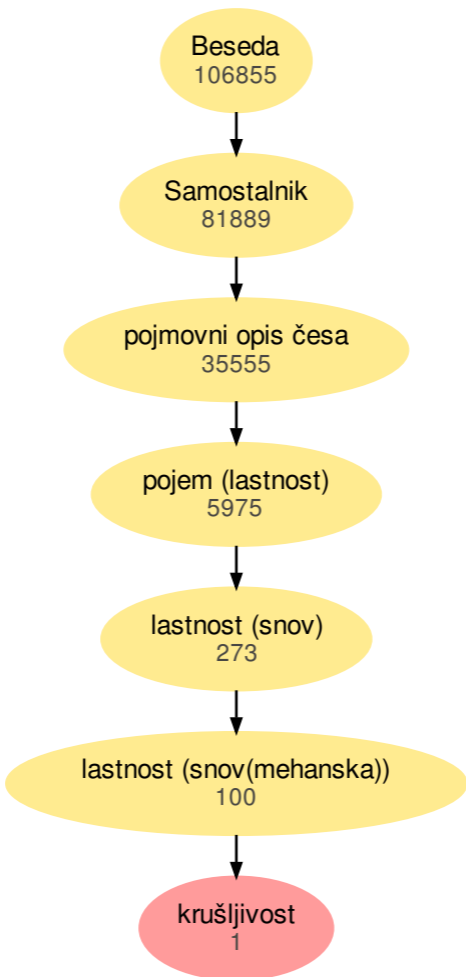 Beseda
106855
Samostalnik
81889
pojmovni opis česa
35555
pojem (lastnost)
5975
lastnost (snov)
273
lastnost (snov(mehanska))
100
krušljivost
1